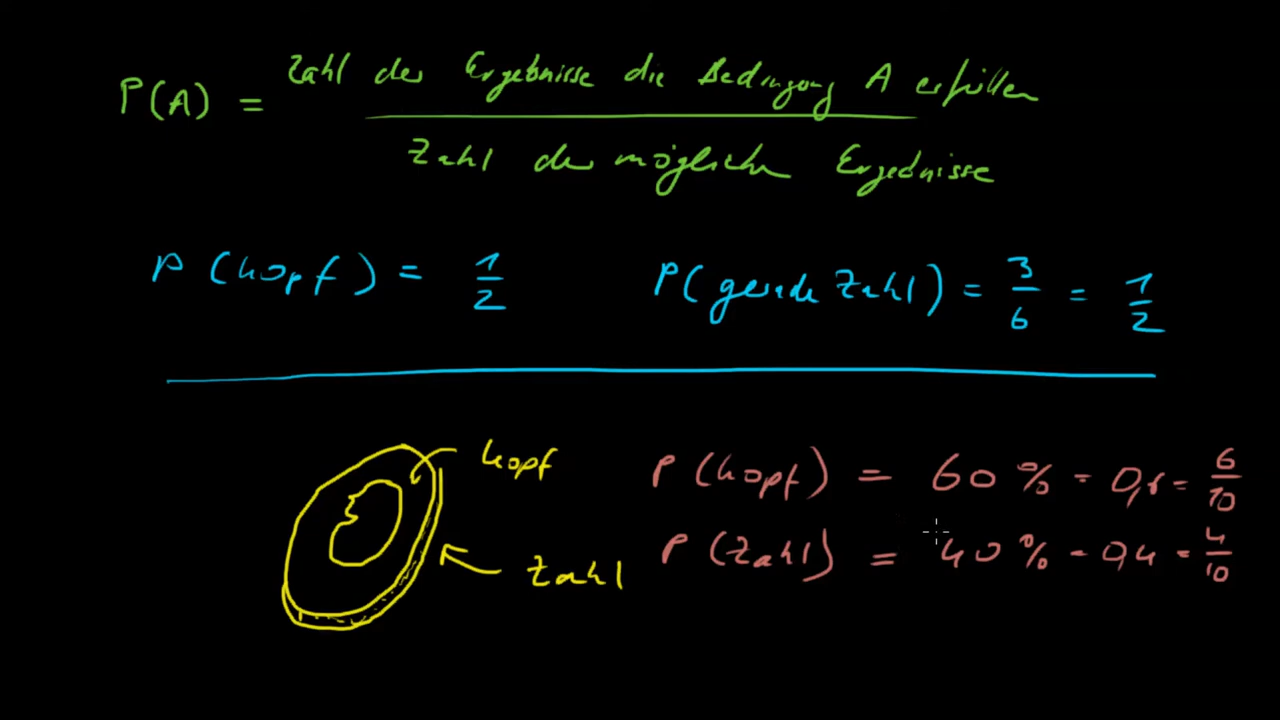 P(A) = Zahl der Ergebnisse die Bedingung A erfüllen
Zahl der möglichen Ergebnisse
P (Kopf) = 1/2 P(gerade Zahl) = 3/6 = 1/2
Kopf
P (Kopf) = 60 % = 0,6 = 6/10
P (Zahl) = 40 % = 0,4 = 4/10
Zahl